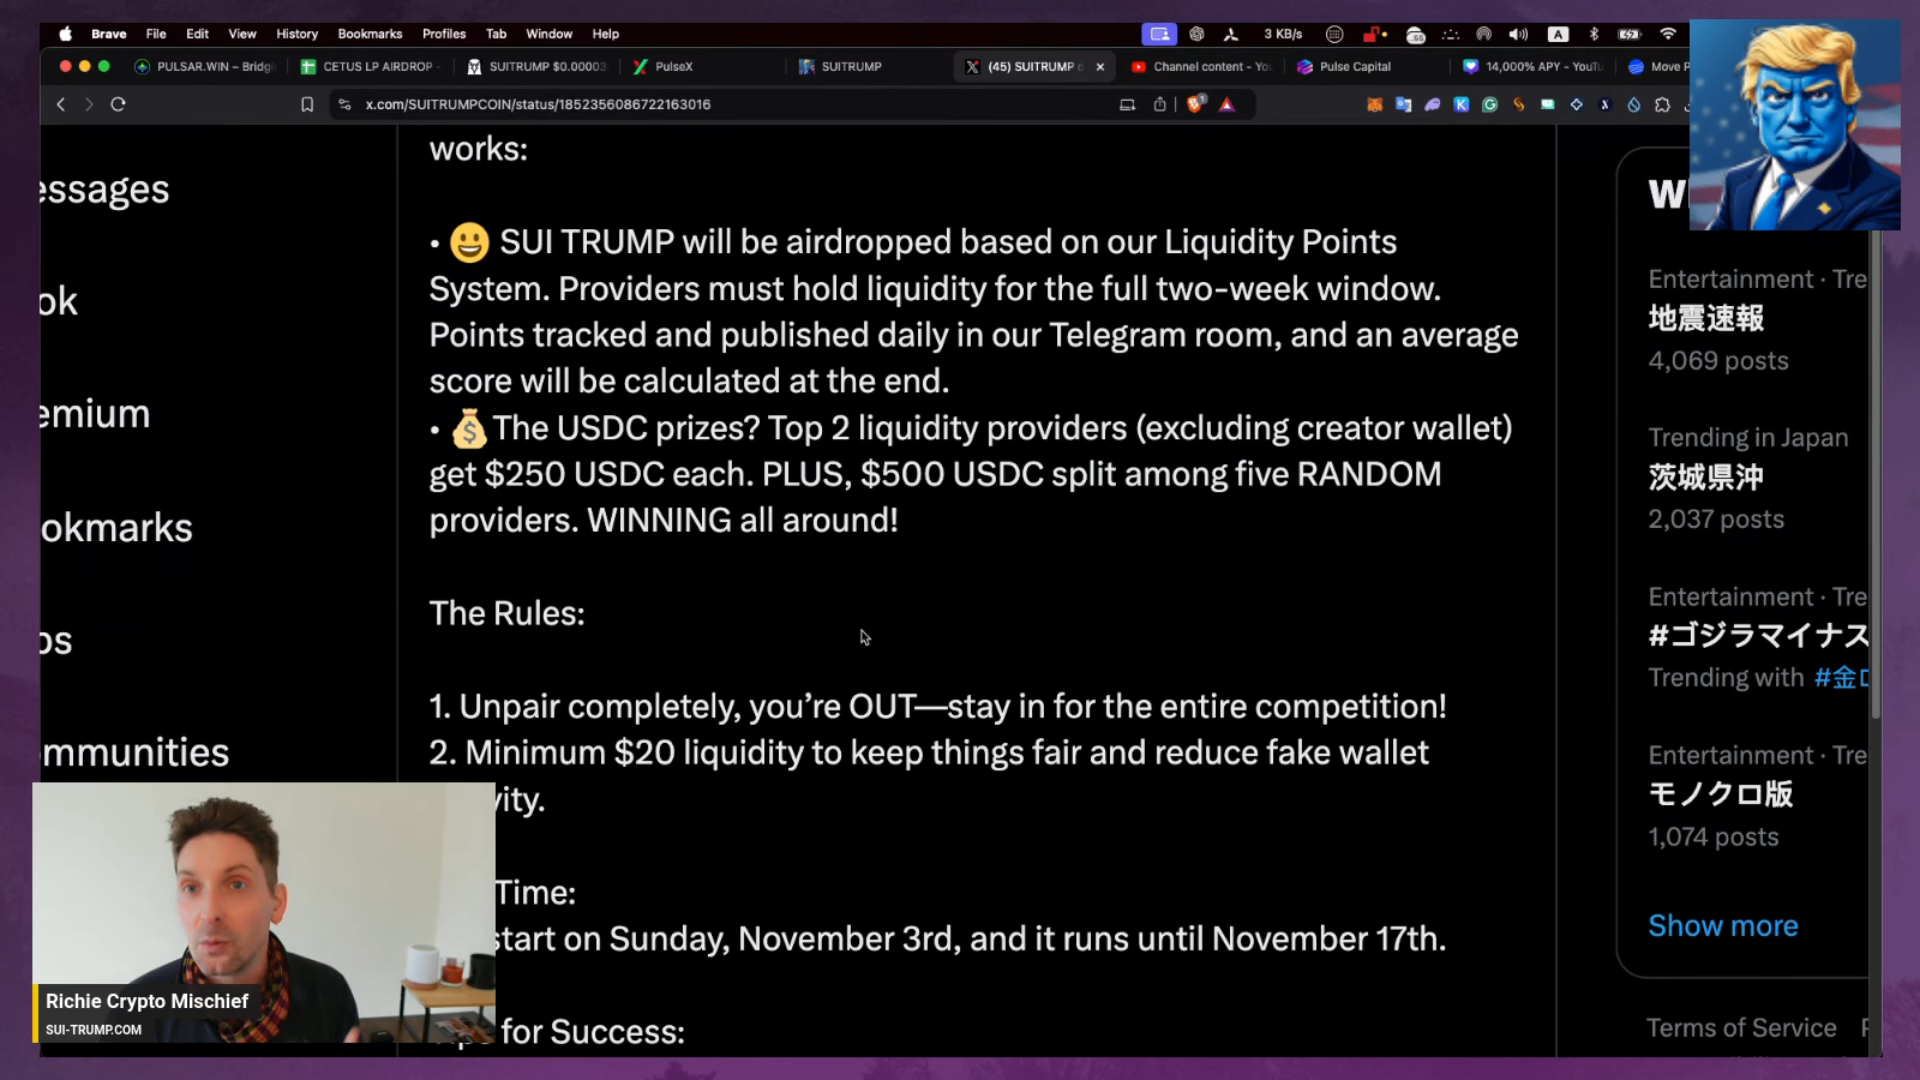 Brave File Edit View History Bookmarks Profiles Tab Window Help 3 KB/s A
PULSAR.WIN – Bridg CETUS LP AIRDROP - SUITRUMP $0.00003 PulseX SUITRUMP (45) SUITRUMP Channel content - Yo Pulse Capital 14,000% APY - YouTu Move P
x.com/SUITRUMPCOIN/status/1852356086722163016
works:
essages
ok
emium
okmarks
ps
mmunities
• 😀 SUI TRUMP will be airdropped based on our Liquidity Points
System. Providers must hold liquidity for the full two-week window.
Points tracked and published daily in our Telegram room, and an average
score will be calculated at the end.
• 💰The USDC prizes? Top 2 liquidity providers (excluding creator wallet)
get $250 USDC each. PLUS, $500 USDC split among five RANDOM
providers. WINNING all around!
The Rules:
1. Unpair completely, you’re OUT—stay in for the entire competition!
2. Minimum $20 liquidity to keep things fair and reduce fake wallet
vity.
Time:
start on Sunday, November 3rd, and it runs until November 17th.
for Success:
W
Entertainment · Tre
地震速報
4,069 posts
Trending in Japan
茨城県沖
2,037 posts
Entertainment · Tre
#ゴジラマイナス
Trending with #金ロ
Entertainment · Tre
モノクロ版
1,074 posts
Show more
Terms of Service
Richie Crypto Mischief
SUI-TRUMP.COM